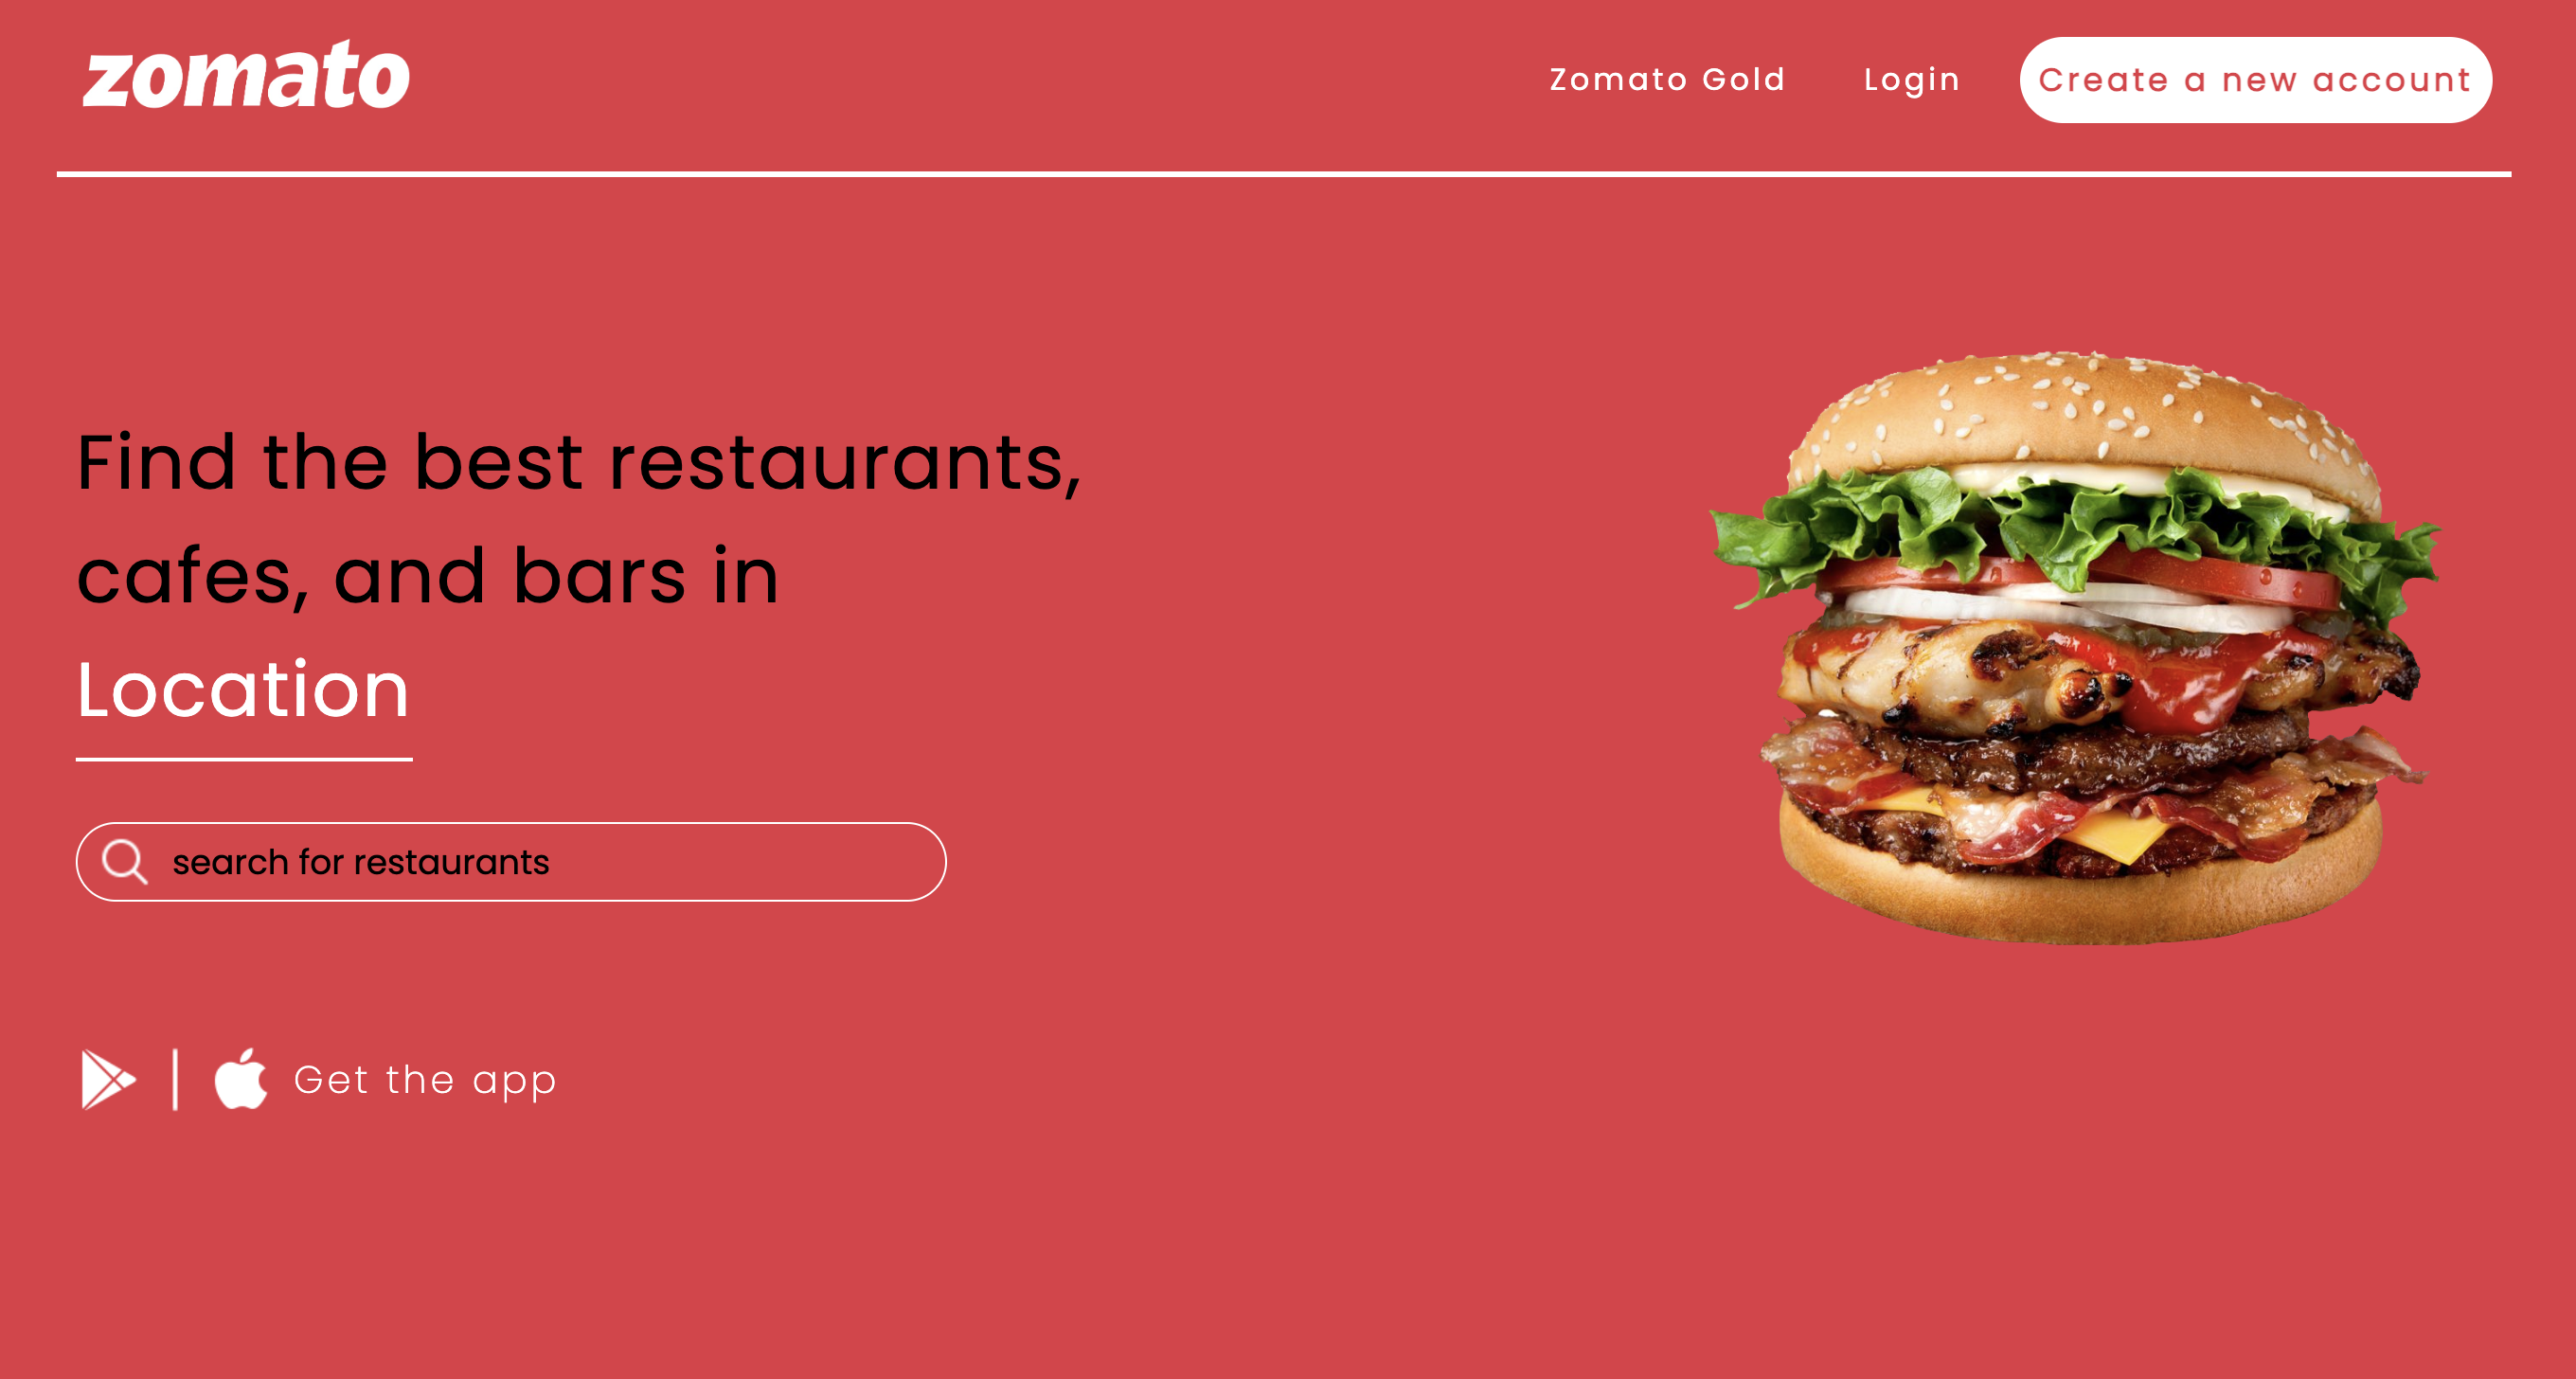 zomato
Zomato Gold
Login
Create a new account
Find the best restaurants,
cafes, and bars in
Location
search for restaurants
Get the app